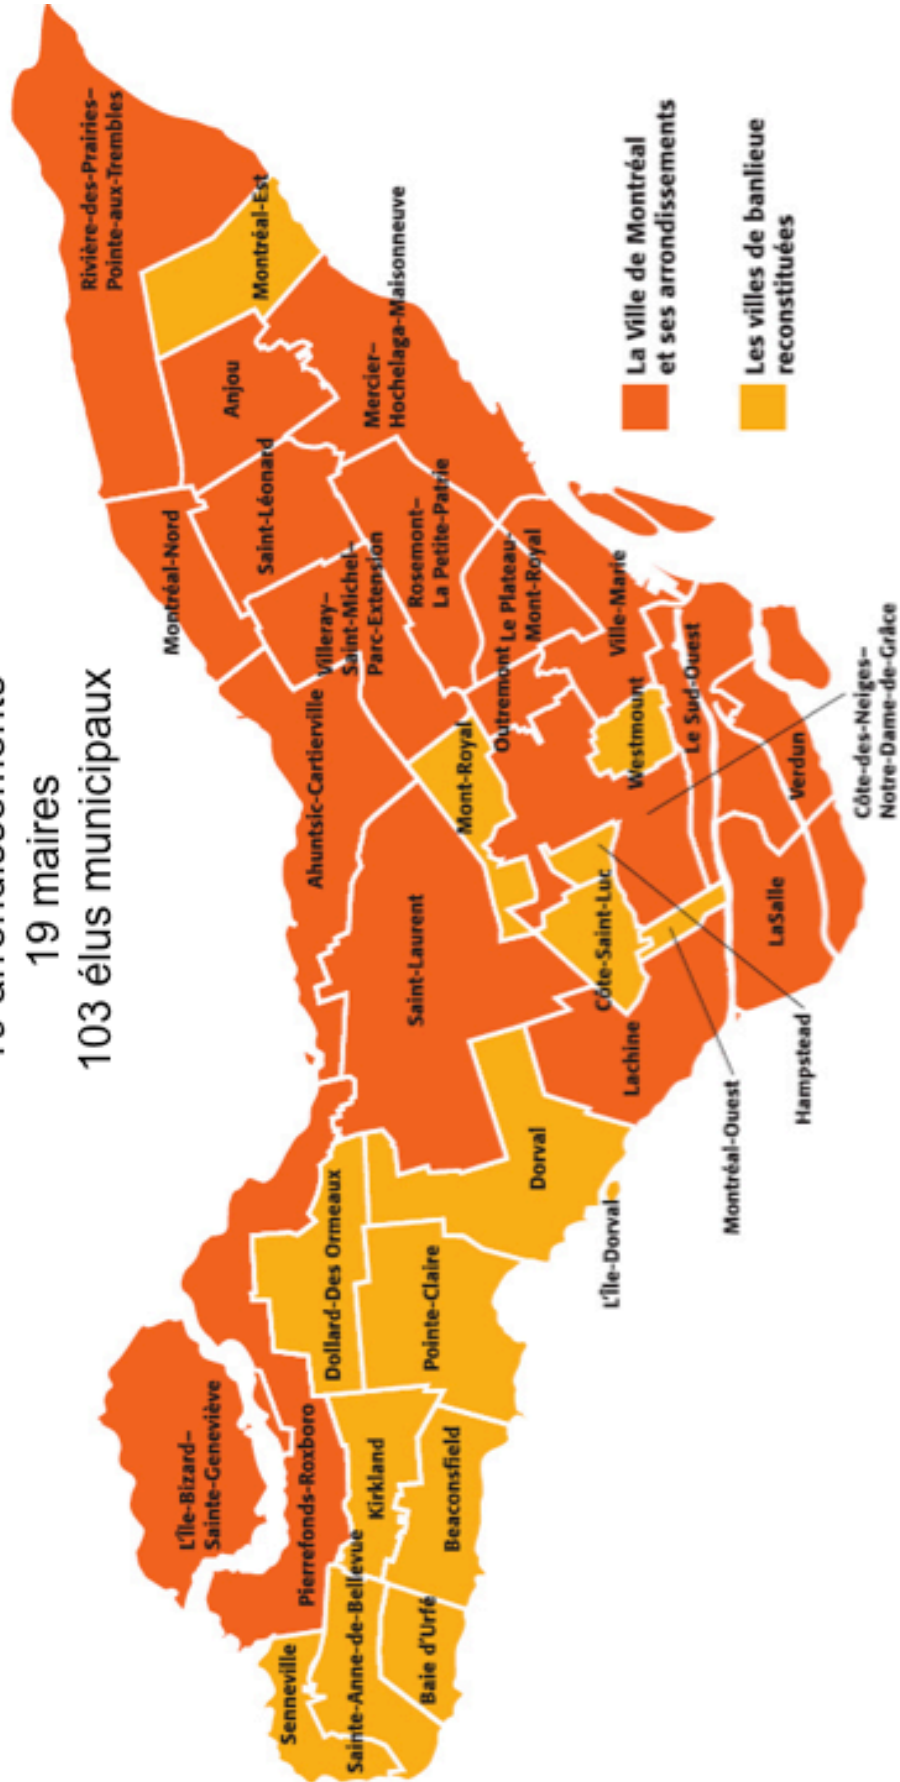 19 maires
103 élus municipaux
Rivière-des-Prairies–
Pointe-aux-Trembles
Montréal-Est
Anjou
Mercier–
Hochelaga-Maisonneuve
Montréal-Nord
Saint-Léonard
Villeray–
Saint-Michel–
Parc-Extension
Rosemont–
La Petite-Patrie
Ahuntsic-Cartierville
Outremont
Le Plateau-
Mont-Royal
Ville-Marie
Mont-Royal
Westmount
Le Sud-Ouest
Verdun
Côte-des-Neiges–
Notre-Dame-de-Grâce
Saint-Laurent
Côte-Saint-Luc
LaSalle
Lachine
Hampstead
Montréal-Ouest
Dorval
L'Île-Dorval
Dollard-Des Ormeaux
Pointe-Claire
L'Île-Bizard–
Sainte-Geneviève
Pierrefonds-Roxboro
Kirkland
Beaconsfield
Senneville
Sainte-Anne-de-Bellevue
Baie d'Urfé
La Ville de Montréal
et ses arrondissements
Les villes de banlieue
reconstituées